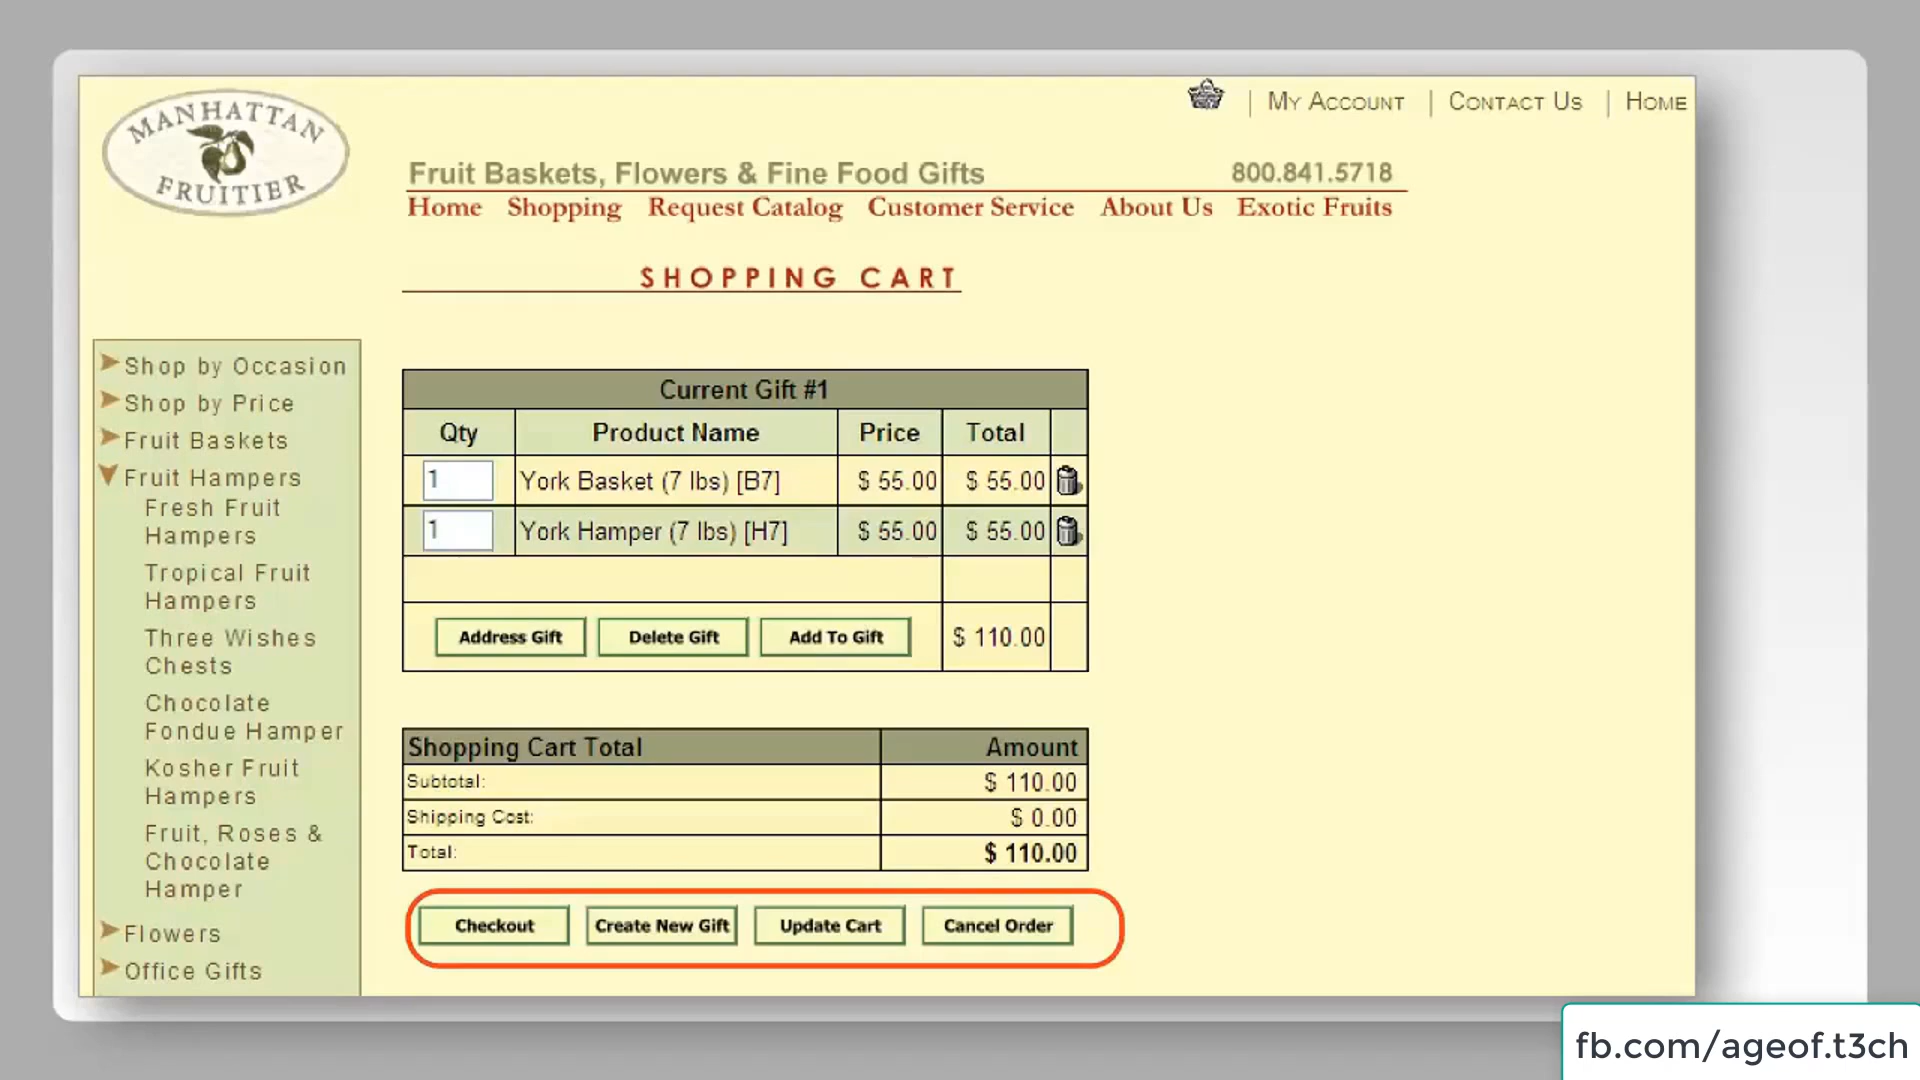 MANHATTAN
FRUITIER
My Account | Contact Us | Home
Fruit Baskets, Flowers & Fine Food Gifts
800.841.5718
Home Shopping Request Catalog Customer Service About Us Exotic Fruits
SHOPPING CART
Shop by Occasion
Shop by Price
Fruit Baskets
Fruit Hampers
Fresh Fruit
Hampers
Tropical Fruit
Hampers
Three Wishes
Chests
Chocolate
Fondue Hamper
Kosher Fruit
Hampers
Fruit, Roses &
Chocolate
Hamper
Flowers
Office Gifts
Current Gift #1
Qty Product Name Price Total
1 York Basket (7 lbs) [B7] $ 55.00 $ 55.00
1 York Hamper (7 lbs) [H7] $ 55.00 $ 55.00
Address Gift Delete Gift Add To Gift $ 110.00
Shopping Cart Total Amount
Subtotal: $ 110.00
Shipping Cost: $ 0.00
Total: $ 110.00
Checkout Create New Gift Update Cart Cancel Order
fb.com/ageof.t3ch